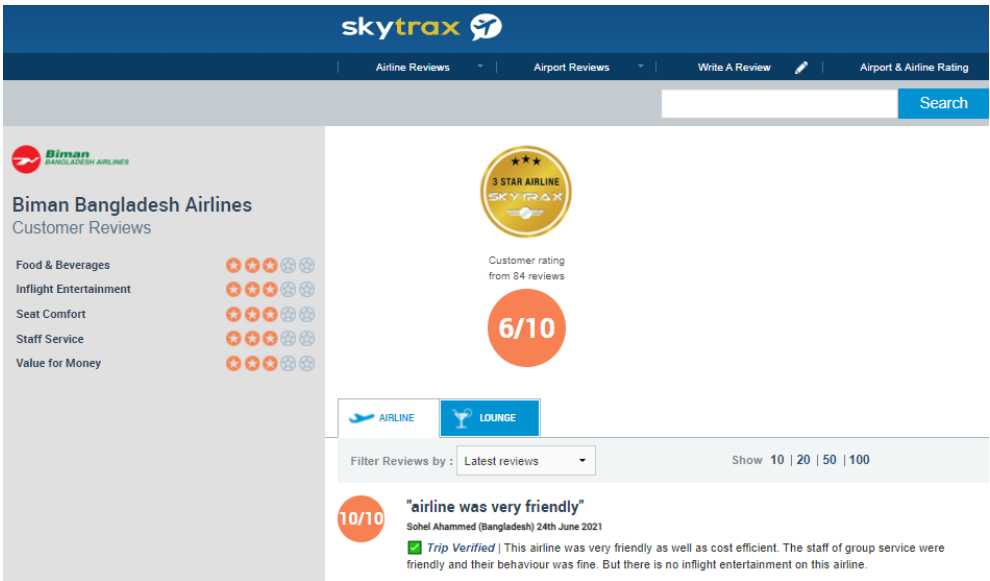 skytrax
Airline Reviews | Airport Reviews | Write A Review | Airport & Airline Rating
Search
Biman
BANGLADESH AIRLINES
Biman Bangladesh Airlines
Customer Reviews
Food & Beverages
Inflight Entertainment
Seat Comfort
Staff Service
Value for Money
3 STAR AIRLINE
SKYTRAX
Customer rating
from 84 reviews
6/10
AIRLINE LOUNGE
Filter Reviews by : Latest reviews Show 10 | 20 | 50 | 100
10/10
"airline was very friendly"
Sohel Ahammed (Bangladesh) 24th June 2021
Trip Verified | This airline was very friendly as well as cost efficient. The staff of group service were
friendly and their behaviour was fine. But there is no inflight entertainment on this airline.